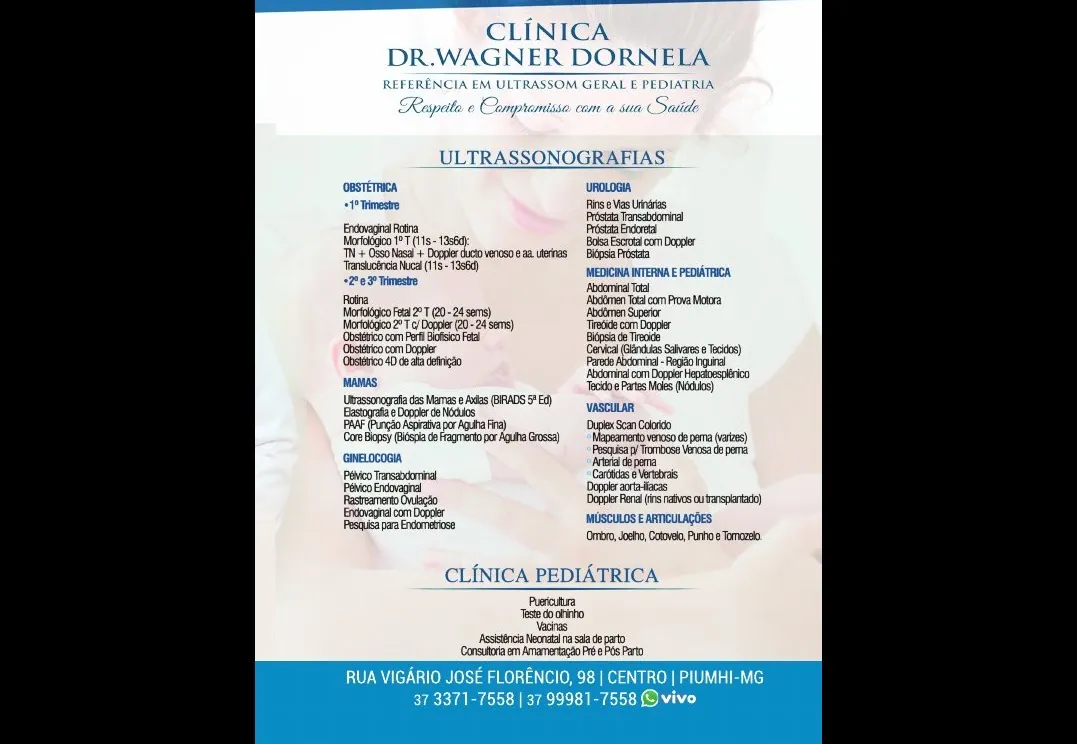 CLÍNICA
DR.WAGNER DORNELA
REFERÊNCIA EM ULTRASSOM GERAL E PEDIATRIA
Respeito e Compromisso com a sua Saúde
ULTRASSONOGRAFIAS
OBSTÉTRICA
• 1º Trimestre
Endovaginal Rotina
Morfológico 1º T (11s - 13s6d):
TN + Osso Nasal + Doppler ducto venoso e aa. uterinas
Translucência Nucal (11s - 13s6d)
• 2º e 3º Trimestre
Rotina
Morfológico Fetal 2º T (20 - 24 sems)
Morfológico 2º T c/ Doppler (20 - 24 sems)
Obstétrico com Perfil Biofísico Fetal
Obstétrico com Doppler
Obstétrico 4D de alta definição
MAMAS
Ultrassonografia das Mamas e Axilas (BIRADS 5ª Ed)
Elastografia e Doppler de Nódulos
PAAF (Punção Aspirativa por Agulha Fina)
Core Biopsy (Bióspia de Fragmento por Agulha Grossa)
GINELOCOGIA
Pélvico Transabdominal
Pélvico Endovaginal
Rastreamento Ovulação
Endovaginal com Doppler
Pesquisa para Endometriose
UROLOGIA
Rins e Vias Urinárias
Próstata Transabdominal
Próstata Endoretal
Bolsa Escrotal com Doppler
Biópsia Próstata
MEDICINA INTERNA E PEDIÁTRICA
Abdominal Total
Abdômen Total com Prova Motora
Abdômen Superior
Tireóide com Doppler
Biópsia de Tireoide
Cervical (Glândulas Salivares e Tecidos)
Parede Abdominal - Região Inguinal
Abdominal com Doppler Hepatoesplênico
Tecido e Partes Moles (Nódulos)
VASCULAR
Duplex Scan Colorido
° Mapeamento venoso de perna (varizes)
° Pesquisa p/ Trombose Venosa de perna
° Arterial de perna
° Carótidas e Vertebrais
Doppler aorta-ilíacas
Doppler Renal (rins nativos ou transplantado)
MÚSCULOS E ARTICULAÇÕES
Ombro, Joelho, Cotovelo, Punho e Tornozelo.
CLÍNICA PEDIÁTRICA
Puericultura
Teste do olhinho
Vacinas
Assistência Neonatal na sala de parto
Consultoria em Amamentação Pré e Pós Parto
RUA VIGÁRIO JOSÉ FLORÊNCIO, 98 | CENTRO | PIUMHI-MG
37 3371-7558 | 37 99981-7558 vivo